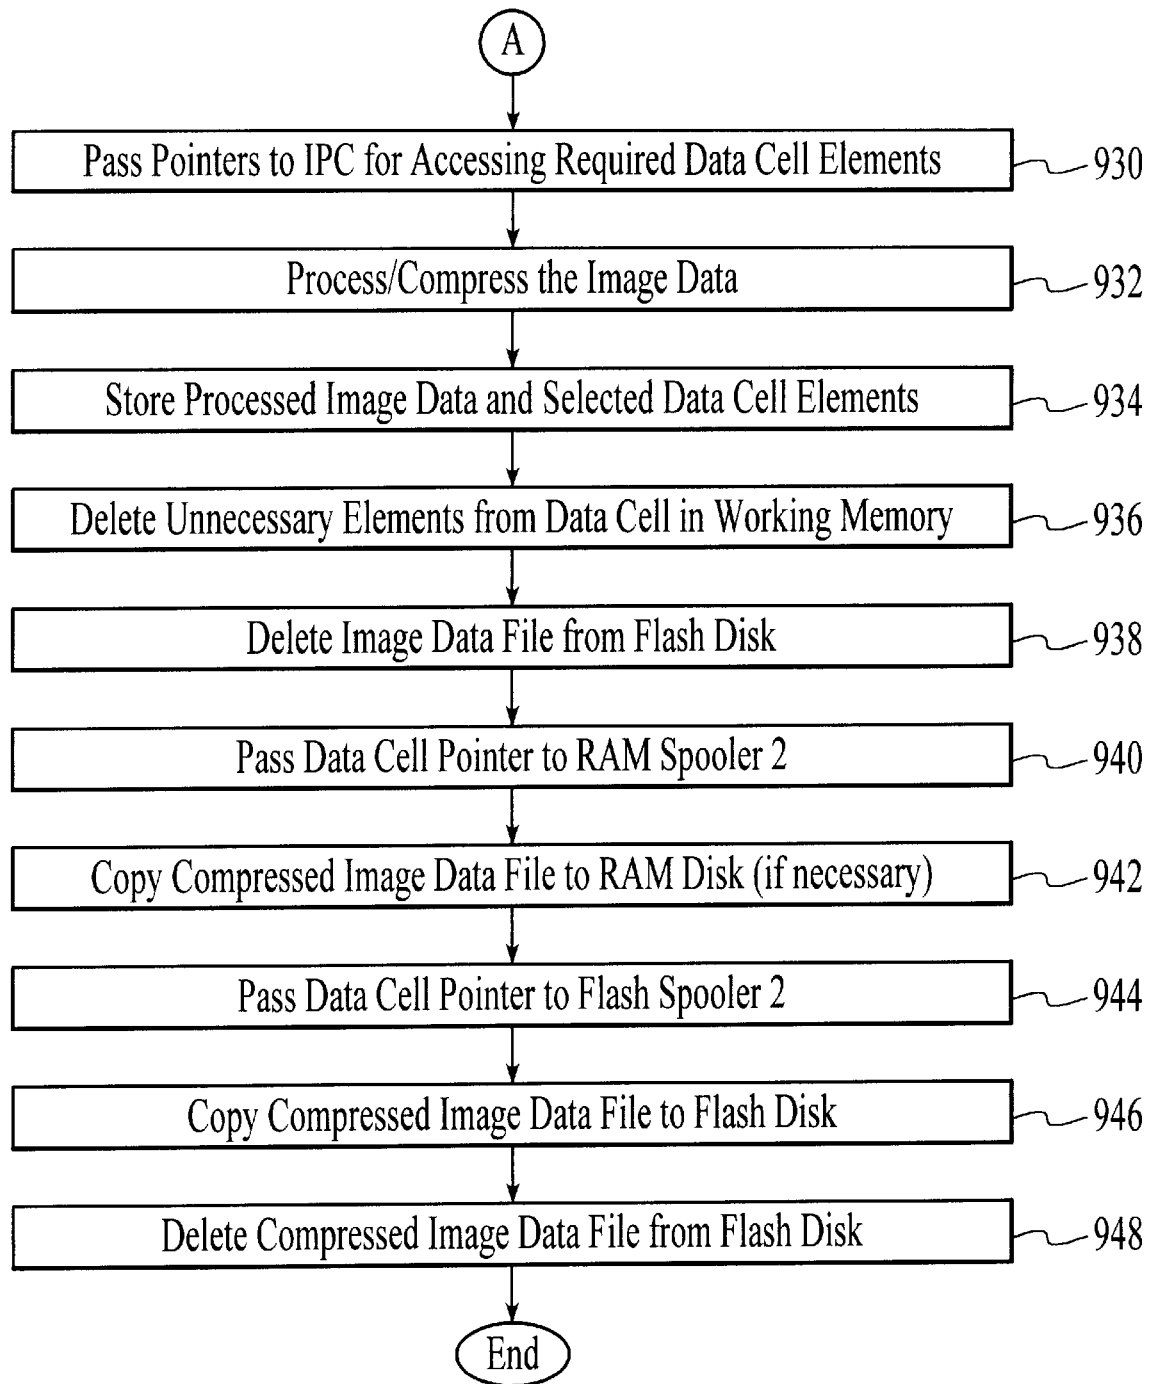 A
Pass Pointers to IPC for Accessing Required Data Cell Elements
930
Process/Compress the Image Data
932
Store Processed Image Data and Selected Data Cell Elements
934
Delete Unnecessary Elements from Data Cell in Working Memory
936
Delete Image Data File from Flash Disk
938
Pass Data Cell Pointer to RAM Spooler 2
940
Copy Compressed Image Data File to RAM Disk (if necessary)
942
Pass Data Cell Pointer to Flash Spooler 2
944
Copy Compressed Image Data File to Flash Disk
946
Delete Compressed Image Data File from Flash Disk
948
End